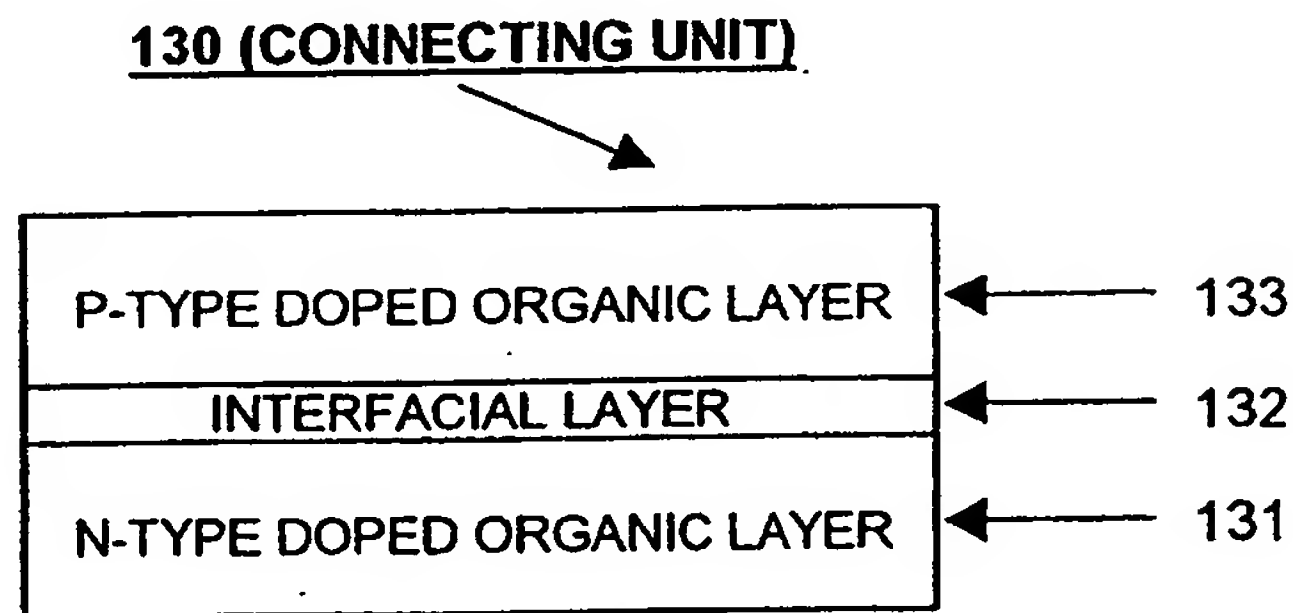 130 (CONNECTING UNIT)
P-TYPE DOPED ORGANIC LAYER 133
INTERFACIAL LAYER 132
N-TYPE DOPED ORGANIC LAYER 131